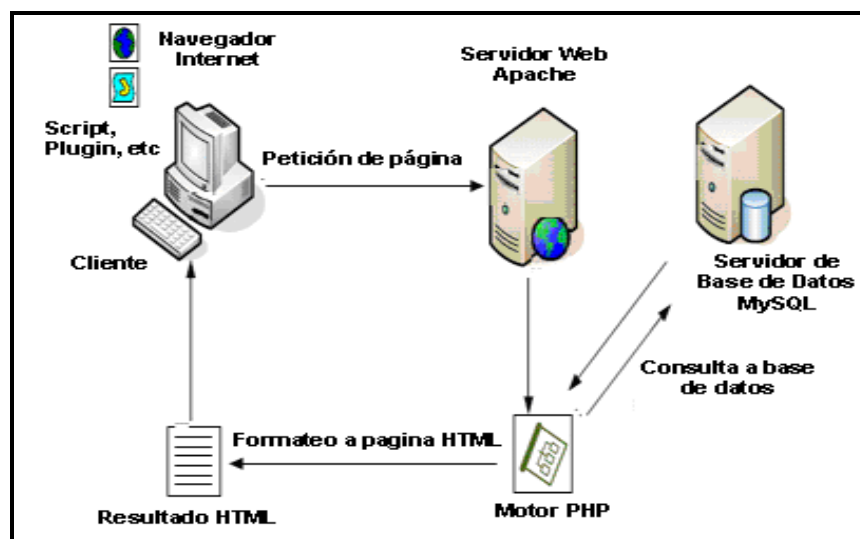 Navegador
Internet
Script,
Plugin, etc
Cliente
Petición de página
Servidor Web
Apache
Servidor de
Base de Datos
MySQL
Consulta a base
de datos
Formateo a pagina HTML
Resultado HTML
Motor PHP